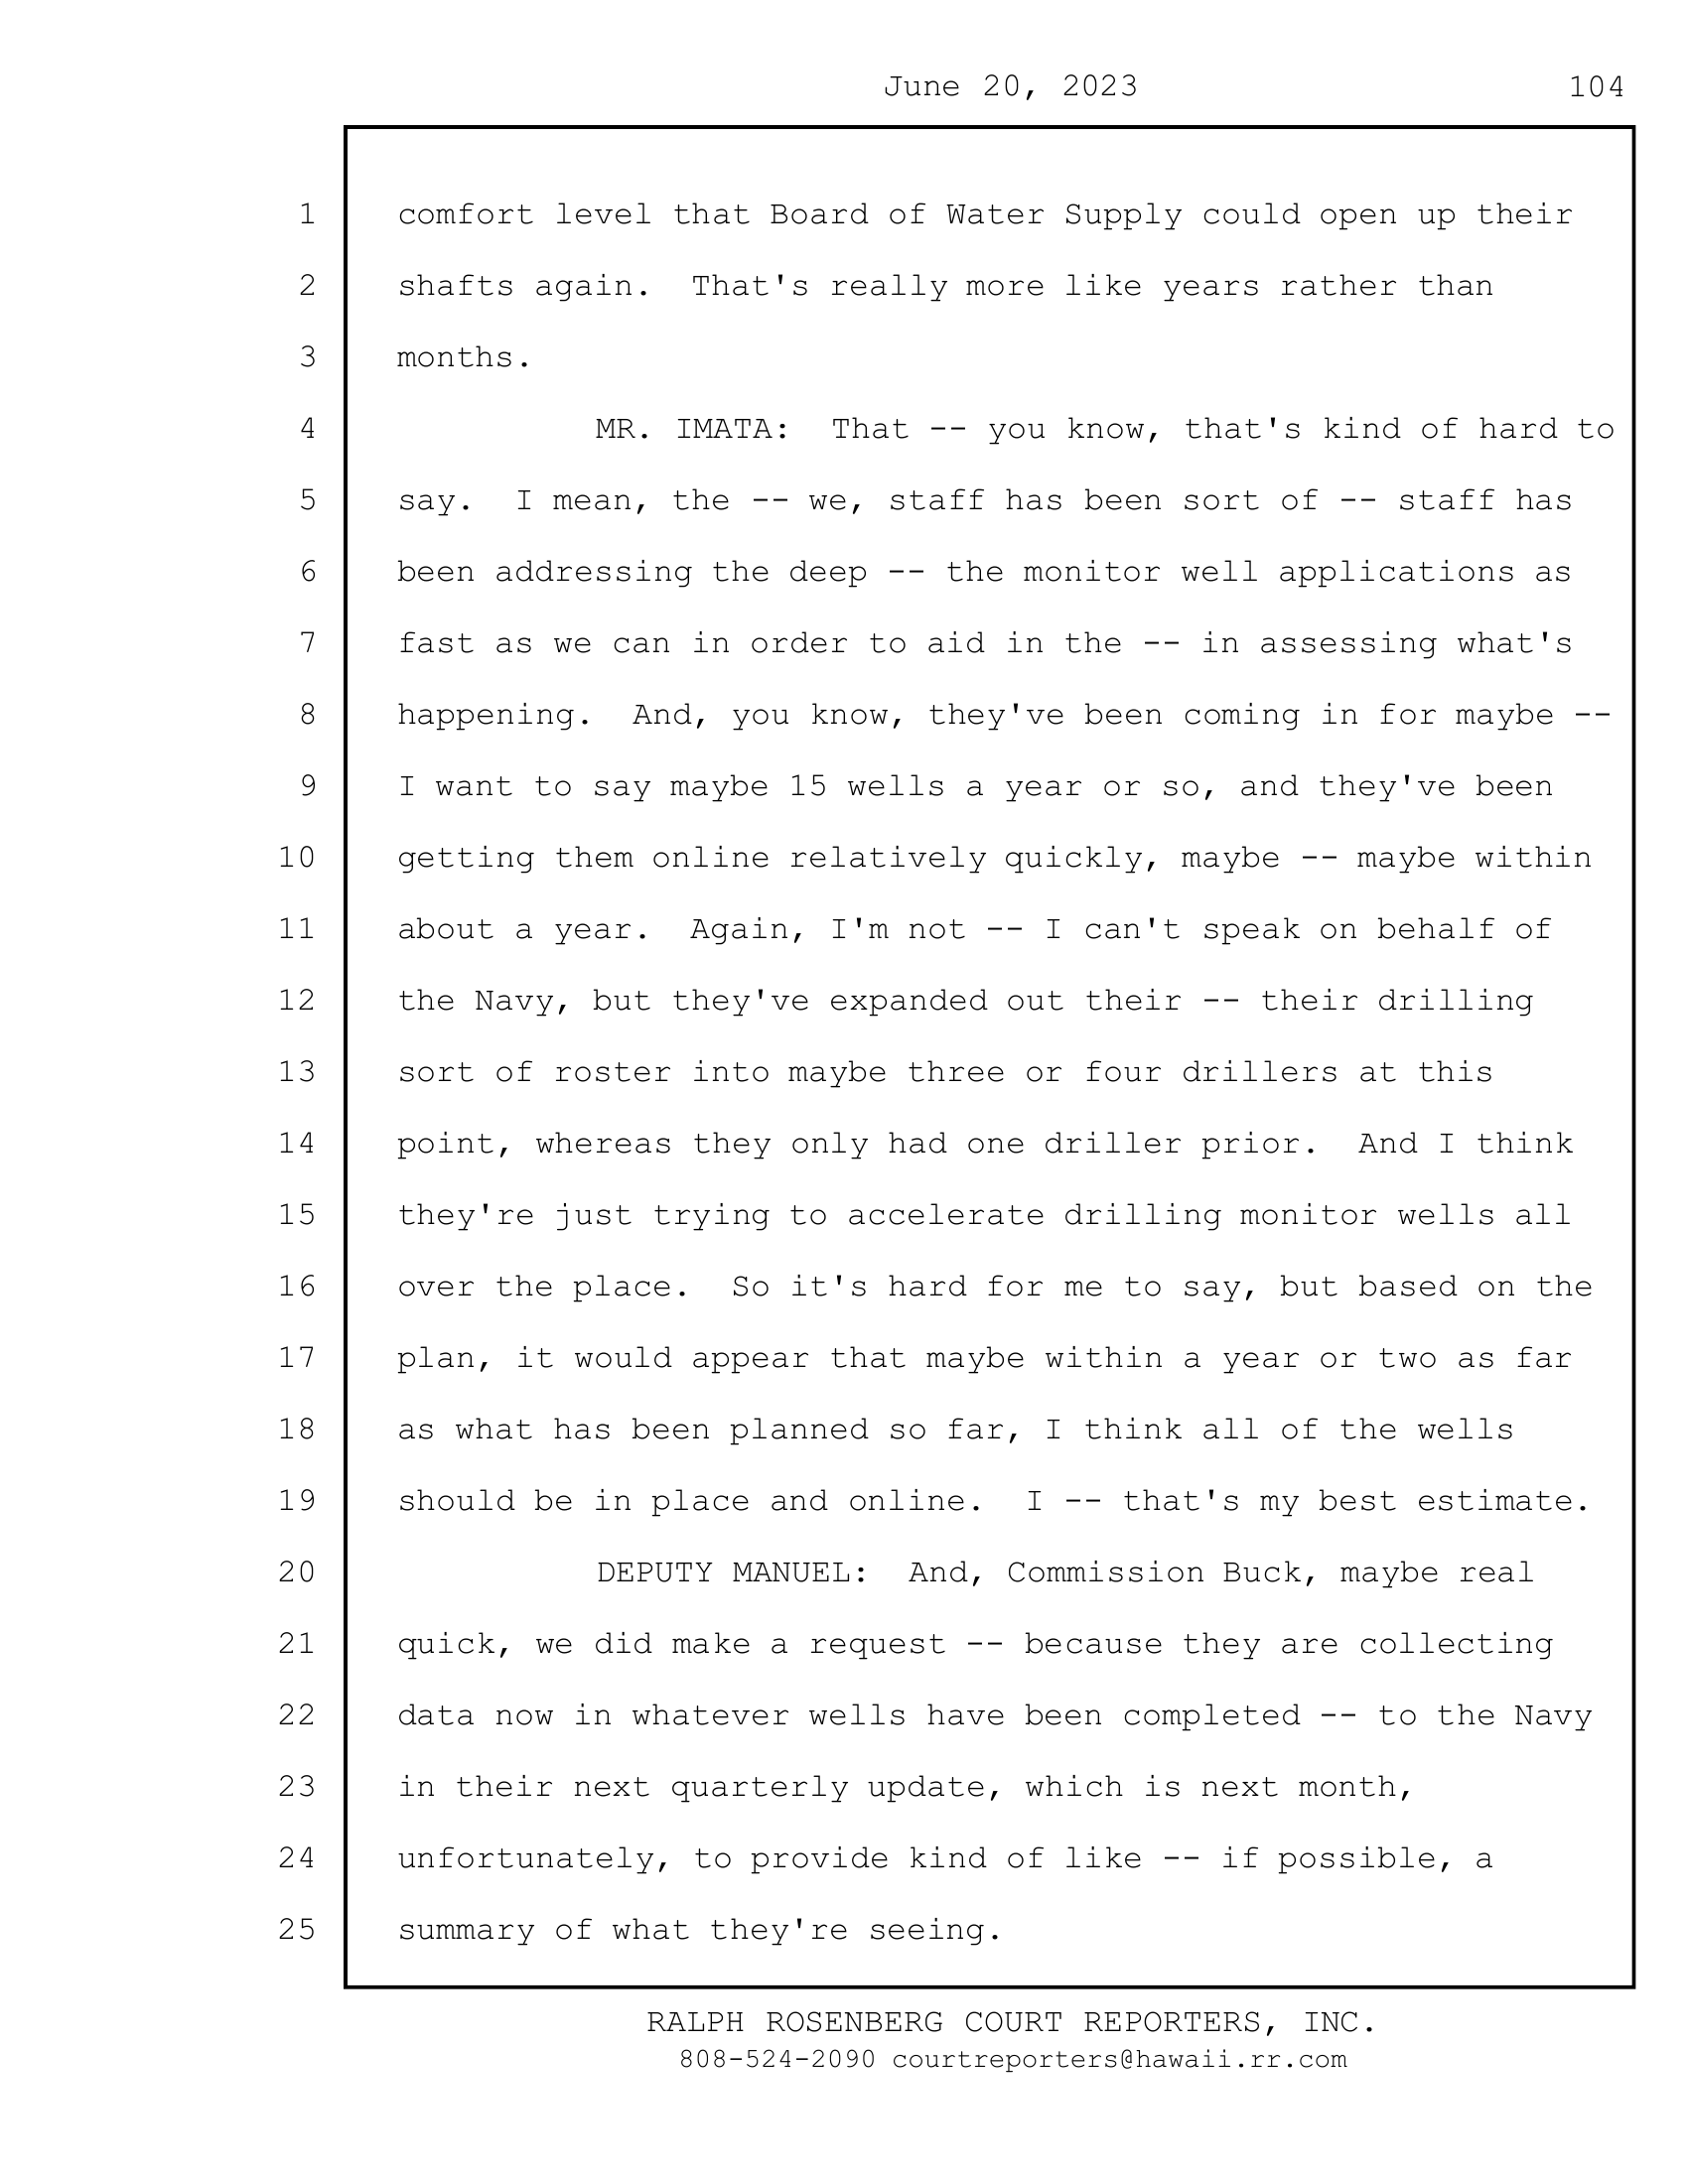 June 20, 2023 104
1 comfort level that Board of Water Supply could open up their
2 shafts again.  That's really more like years rather than
3 months.
4 MR. IMATA:  That -- you know, that's kind of hard to
5 say.  I mean, the -- we, staff has been sort of -- staff has
6 been addressing the deep -- the monitor well applications as
7 fast as we can in order to aid in the -- in assessing what's
8 happening.  And, you know, they've been coming in for maybe --
9 I want to say maybe 15 wells a year or so, and they've been
10 getting them online relatively quickly, maybe -- maybe within
11 about a year.  Again, I'm not -- I can't speak on behalf of
12 the Navy, but they've expanded out their -- their drilling
13 sort of roster into maybe three or four drillers at this
14 point, whereas they only had one driller prior.  And I think
15 they're just trying to accelerate drilling monitor wells all
16 over the place.  So it's hard for me to say, but based on the
17 plan, it would appear that maybe within a year or two as far
18 as what has been planned so far, I think all of the wells
19 should be in place and online.  I -- that's my best estimate.
20 DEPUTY MANUEL:  And, Commission Buck, maybe real
21 quick, we did make a request -- because they are collecting
22 data now in whatever wells have been completed -- to the Navy
23 in their next quarterly update, which is next month,
24 unfortunately, to provide kind of like -- if possible, a
25 summary of what they're seeing.
RALPH ROSENBERG COURT REPORTERS, INC.
808-524-2090 courtreporters@hawaii.rr.com